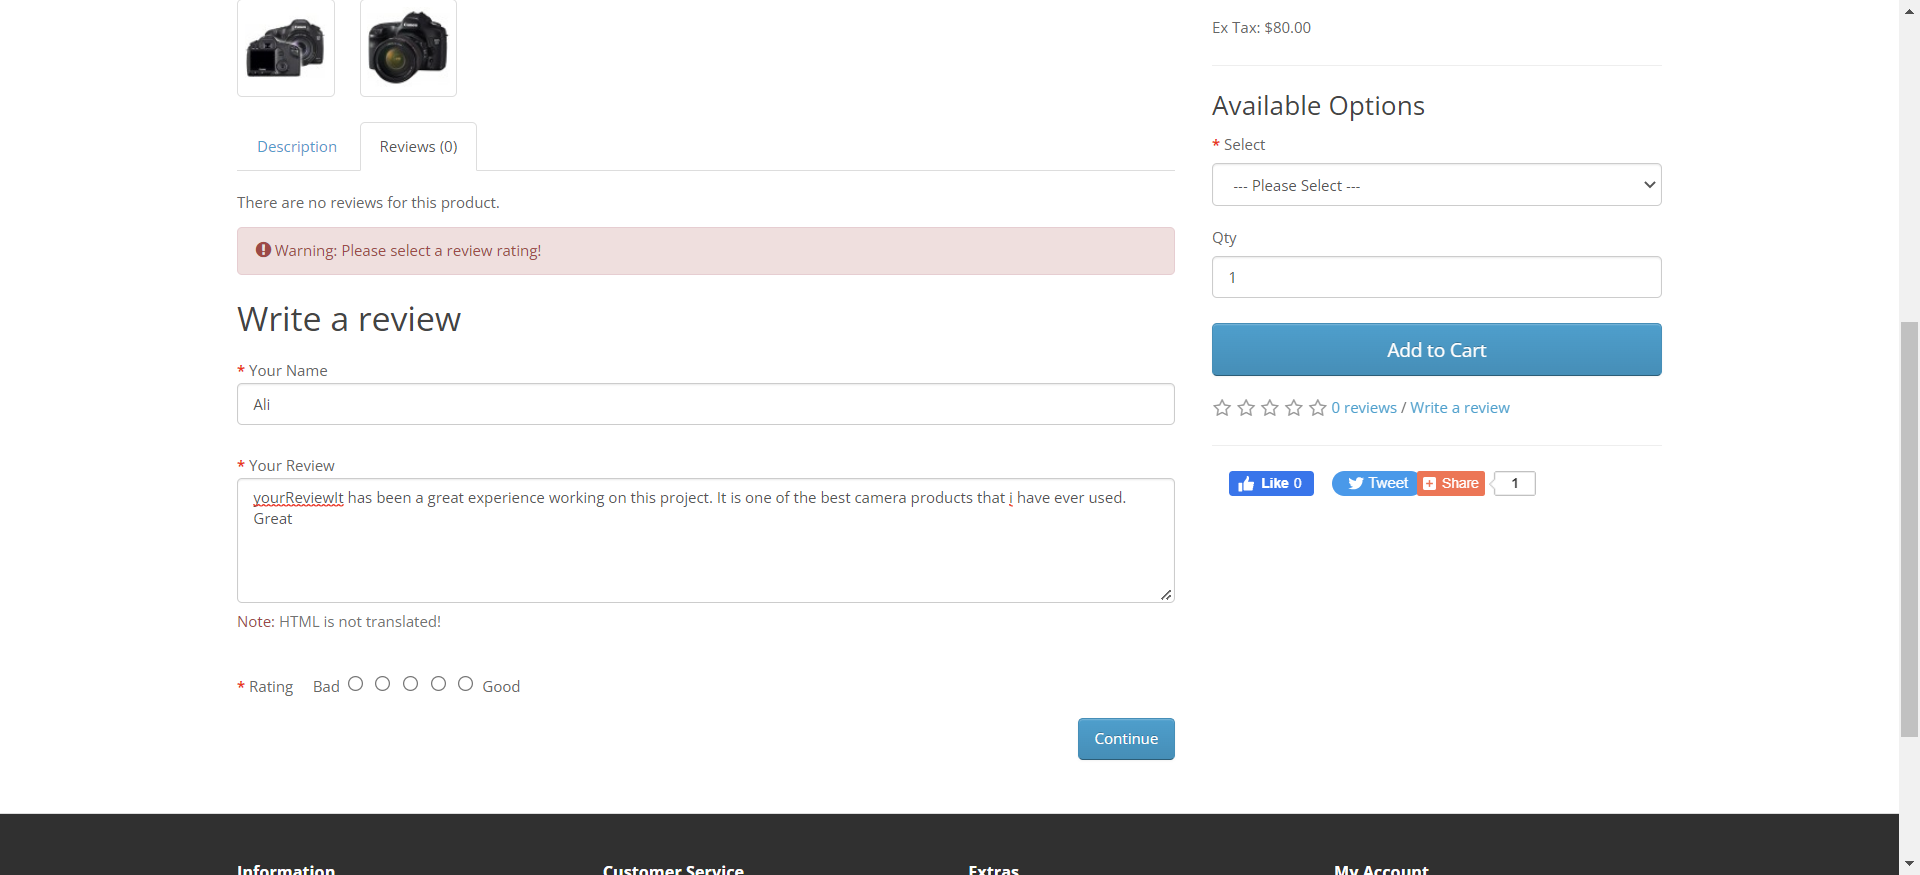 Ex Tax: $80.00
Available Options
* Select
--- Please Select ---
Qty
1
Add to Cart
0 reviews / Write a review
Like 0
Tweet
Share
1
Description
Reviews (0)
There are no reviews for this product.
Warning: Please select a review rating!
Write a review
* Your Name
Ali
* Your Review
yourReviewIt has been a great experience working on this project. It is one of the best camera products that i have ever used.
Great
Note: HTML is not translated!
* Rating Bad Good
Continue
Information
Customer Service
Extras
My Account